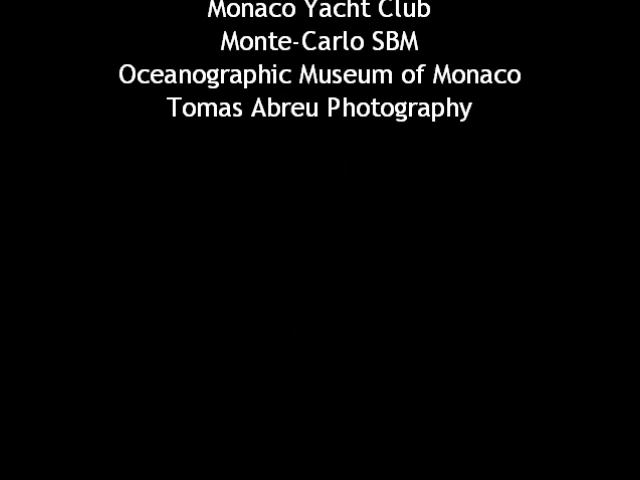 Monaco Yacht Club
Monte-Carlo SBM
Oceanographic Museum of Monaco
Tomas Abreu Photography